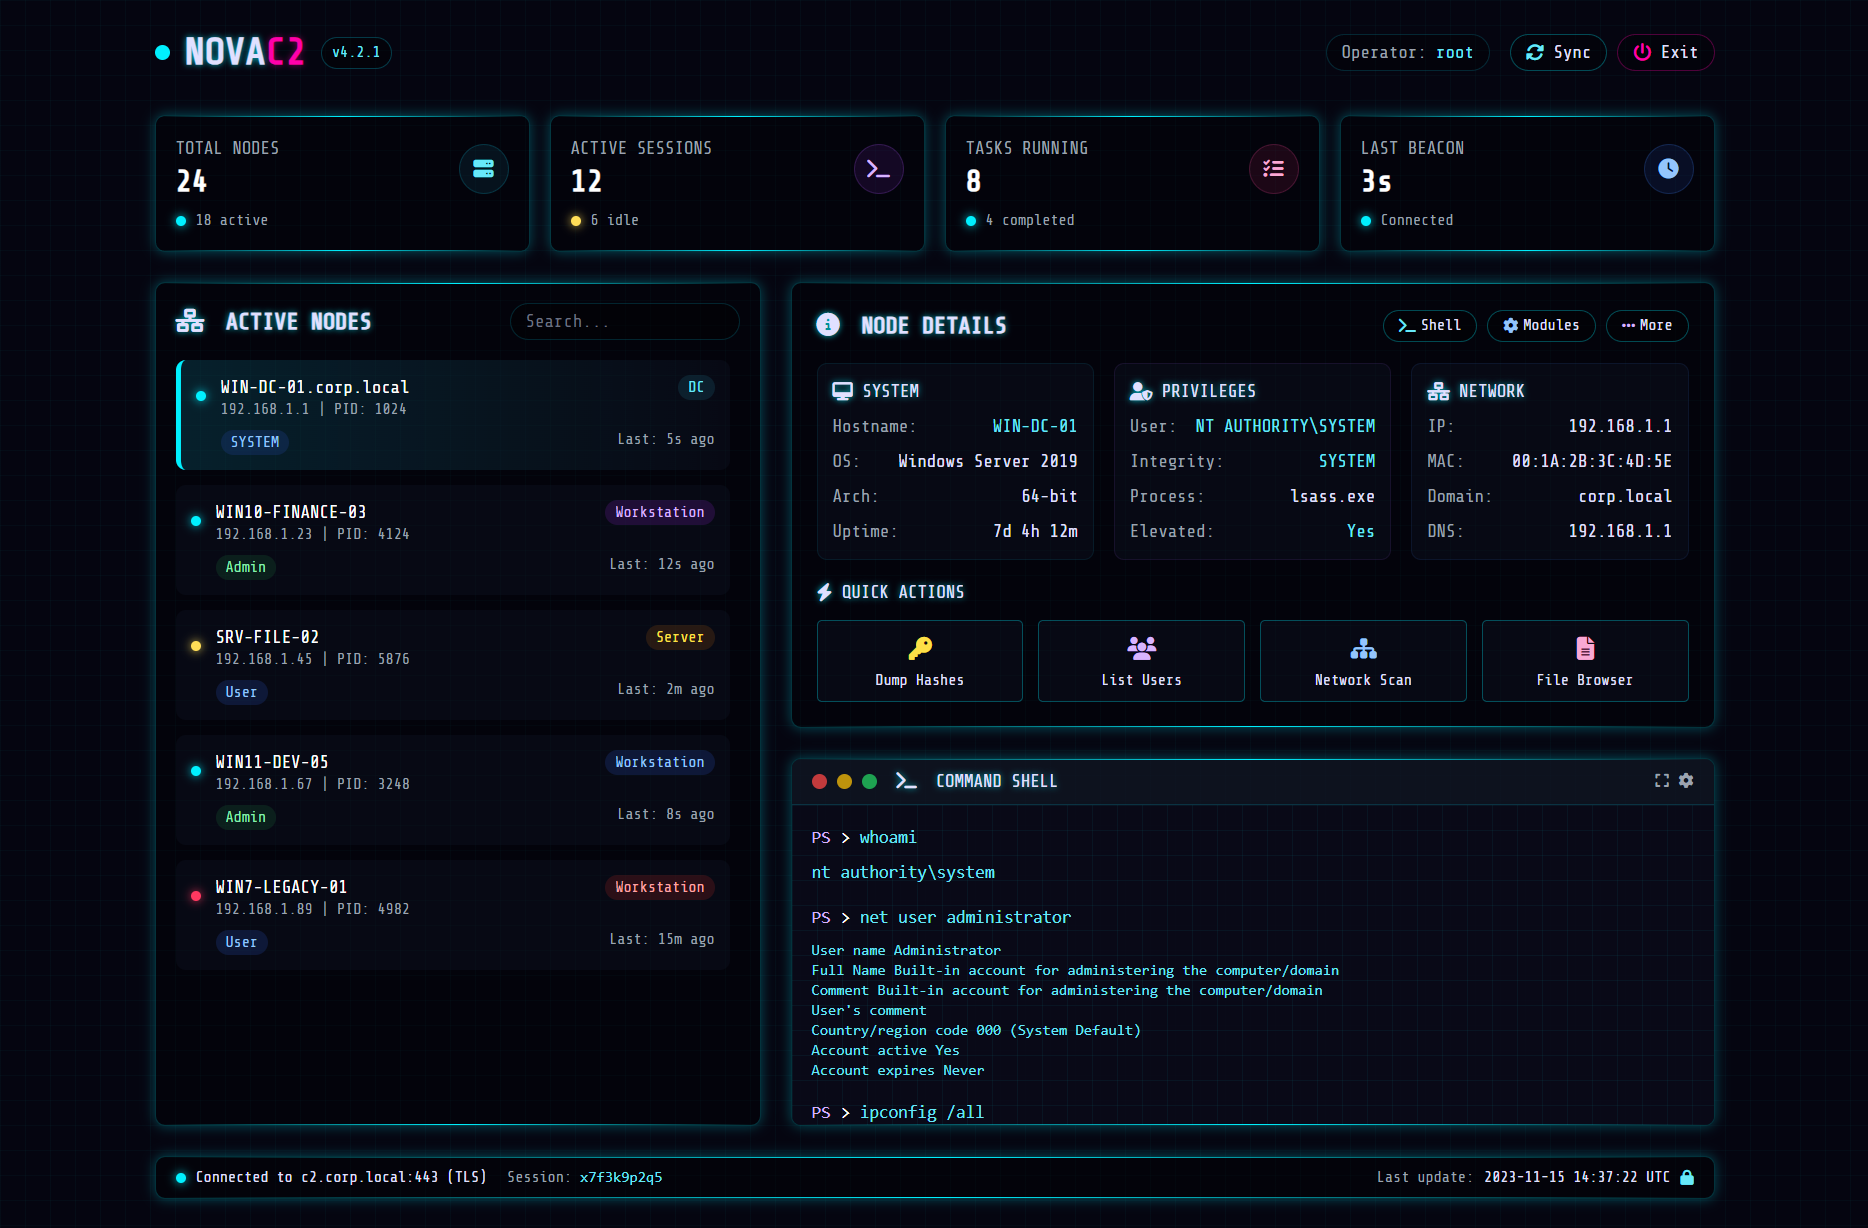 NOVAC2 v4.2.1
Operator: root
Sync
Exit
TOTAL NODES
24
18 active
ACTIVE SESSIONS
12
6 idle
TASKS RUNNING
8
4 completed
LAST BEACON
3s
Connected
ACTIVE NODES
Search...
WIN-DC-01.corp.local DC
192.168.1.1 | PID: 1024
SYSTEM Last: 5s ago
WIN10-FINANCE-03 Workstation
192.168.1.23 | PID: 4124
Admin Last: 12s ago
SRV-FILE-02 Server
192.168.1.45 | PID: 5876
User Last: 2m ago
WIN11-DEV-05 Workstation
192.168.1.67 | PID: 3248
Admin Last: 8s ago
WIN7-LEGACY-01 Workstation
192.168.1.89 | PID: 4982
User Last: 15m ago
NODE DETAILS
Shell
Modules
More
SYSTEM
Hostname: WIN-DC-01
OS: Windows Server 2019
Arch: 64-bit
Uptime: 7d 4h 12m
PRIVILEGES
User: NT AUTHORITY\SYSTEM
Integrity: SYSTEM
Process: lsass.exe
Elevated: Yes
NETWORK
IP: 192.168.1.1
MAC: 00:1A:2B:3C:4D:5E
Domain: corp.local
DNS: 192.168.1.1
QUICK ACTIONS
Dump Hashes
List Users
Network Scan
File Browser
COMMAND SHELL
PS > whoami
nt authority\system
PS > net user administrator
User name Administrator
Full Name Built-in account for administering the computer/domain
Comment Built-in account for administering the computer/domain
User's comment
Country/region code 000 (System Default)
Account active Yes
Account expires Never
PS > ipconfig /all
Connected to c2.corp.local:443 (TLS) Session: x7f3k9p2q5
Last update: 2023-11-15 14:37:22 UTC